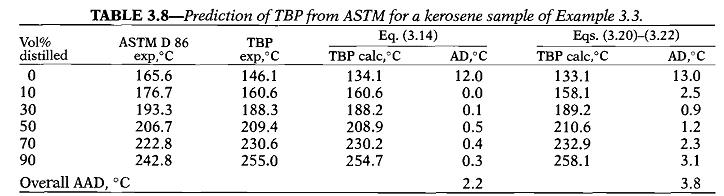 TABLE 3.8—Prediction of TBP from ASTM for a kerosene sample of Example 3.3.
Eq. (3.14) Eqs. (3.20)–(3.22)
Vol% ASTM D 86 TBP
distilled exp,°C exp,°C TBP calc,°C AD,°C TBP calc,°C AD,°C
0 165.6 146.1 134.1 12.0 133.1 13.0
10 176.7 160.6 160.6 0.0 158.1 2.5
30 193.3 188.3 188.2 0.1 189.2 0.9
50 206.7 209.4 208.9 0.5 210.6 1.2
70 222.8 230.6 230.2 0.4 232.9 2.3
90 242.8 255.0 254.7 0.3 258.1 3.1
Overall AAD, °C 2.2 3.8